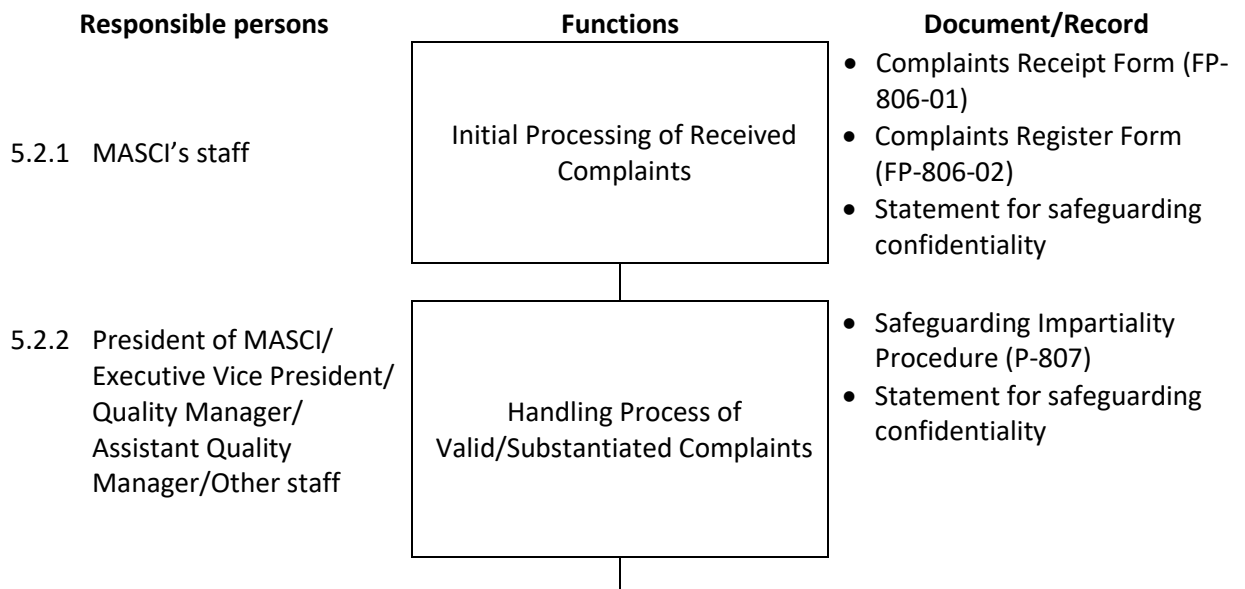 Responsible persons
Functions
Document/Record
5.2.1 MASCI’s staff
Initial Processing of Received
Complaints
• Complaints Receipt Form (FP-
806-01)
• Complaints Register Form
(FP-806-02)
• Statement for safeguarding
confidentiality
5.2.2 President of MASCI/
Executive Vice President/
Quality Manager/
Assistant Quality
Manager/Other staff
Handling Process of
Valid/Substantiated Complaints
• Safeguarding Impartiality
Procedure (P-807)
• Statement for safeguarding
confidentiality